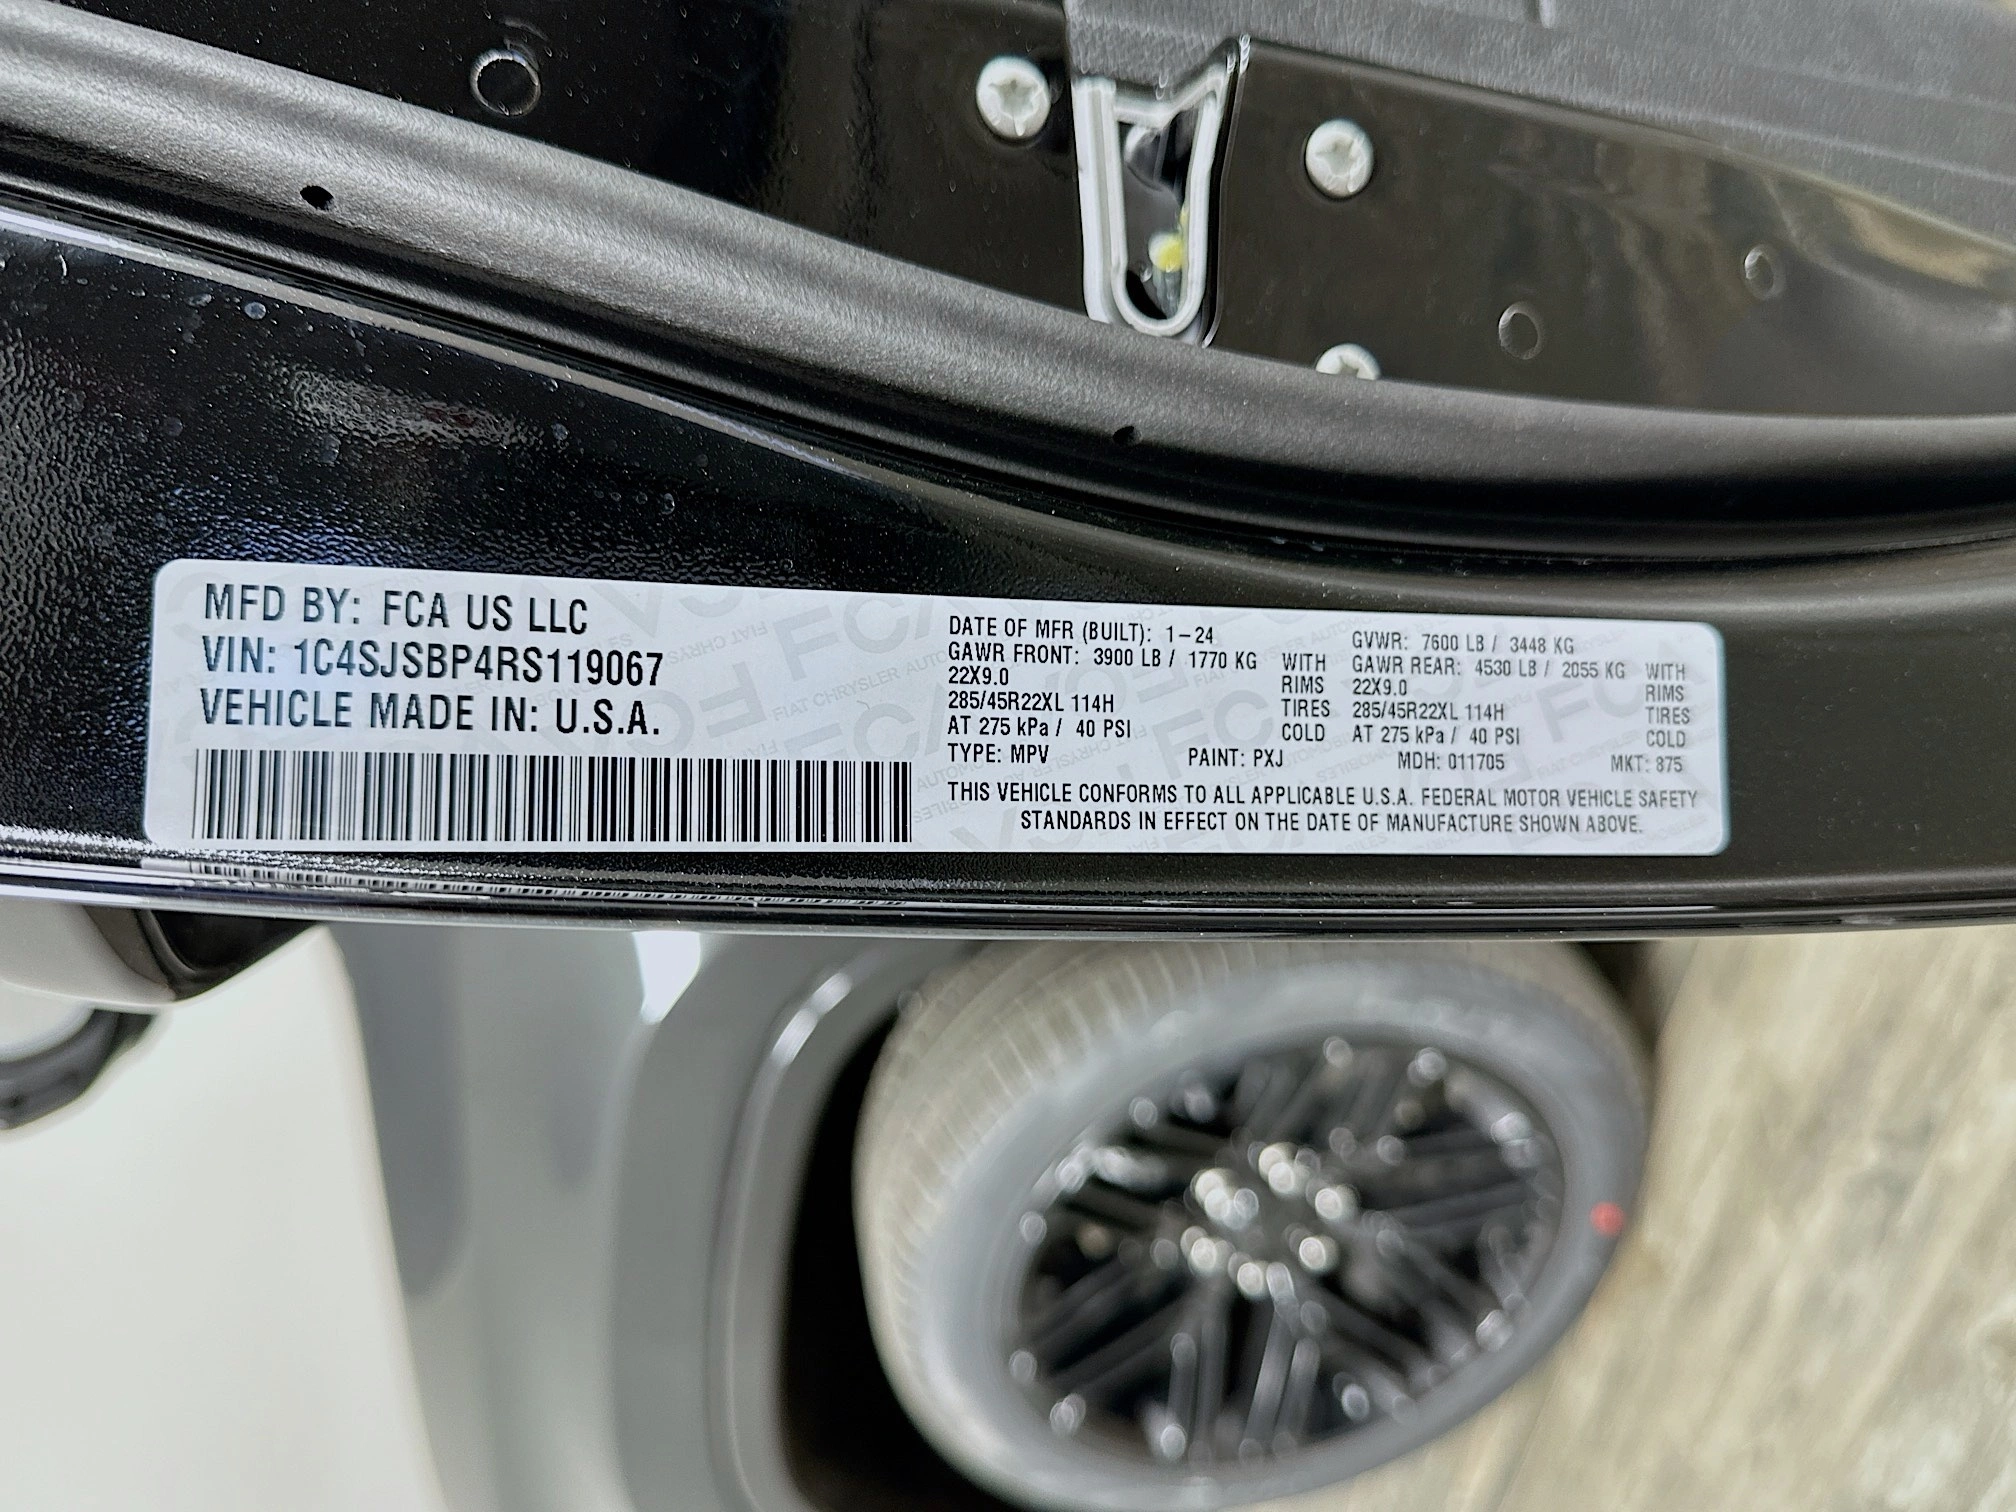 MFD BY: FCA US LLC
VIN: 1C4SJSBP4RS119067
VEHICLE MADE IN: U.S.A.
DATE OF MFR (BUILT): 1-24
GAWR FRONT: 3900 LB / 1770 KG WITH
22X9.0 RIMS
285/45R22XL 114H TIRES
AT 275 kPa / 40 PSI COLD
GVWR: 7600 LB / 3448 KG
GAWR REAR: 4530 LB / 2055 KG WITH
22X9.0 RIMS
285/45R22XL 114H TIRES
AT 275 kPa / 40 PSI COLD
TYPE: MPV PAINT: PXJ MDH: 011705 MKT: 875
THIS VEHICLE CONFORMS TO ALL APPLICABLE U.S.A. FEDERAL MOTOR VEHICLE SAFETY
STANDARDS IN EFFECT ON THE DATE OF MANUFACTURE SHOWN ABOVE.